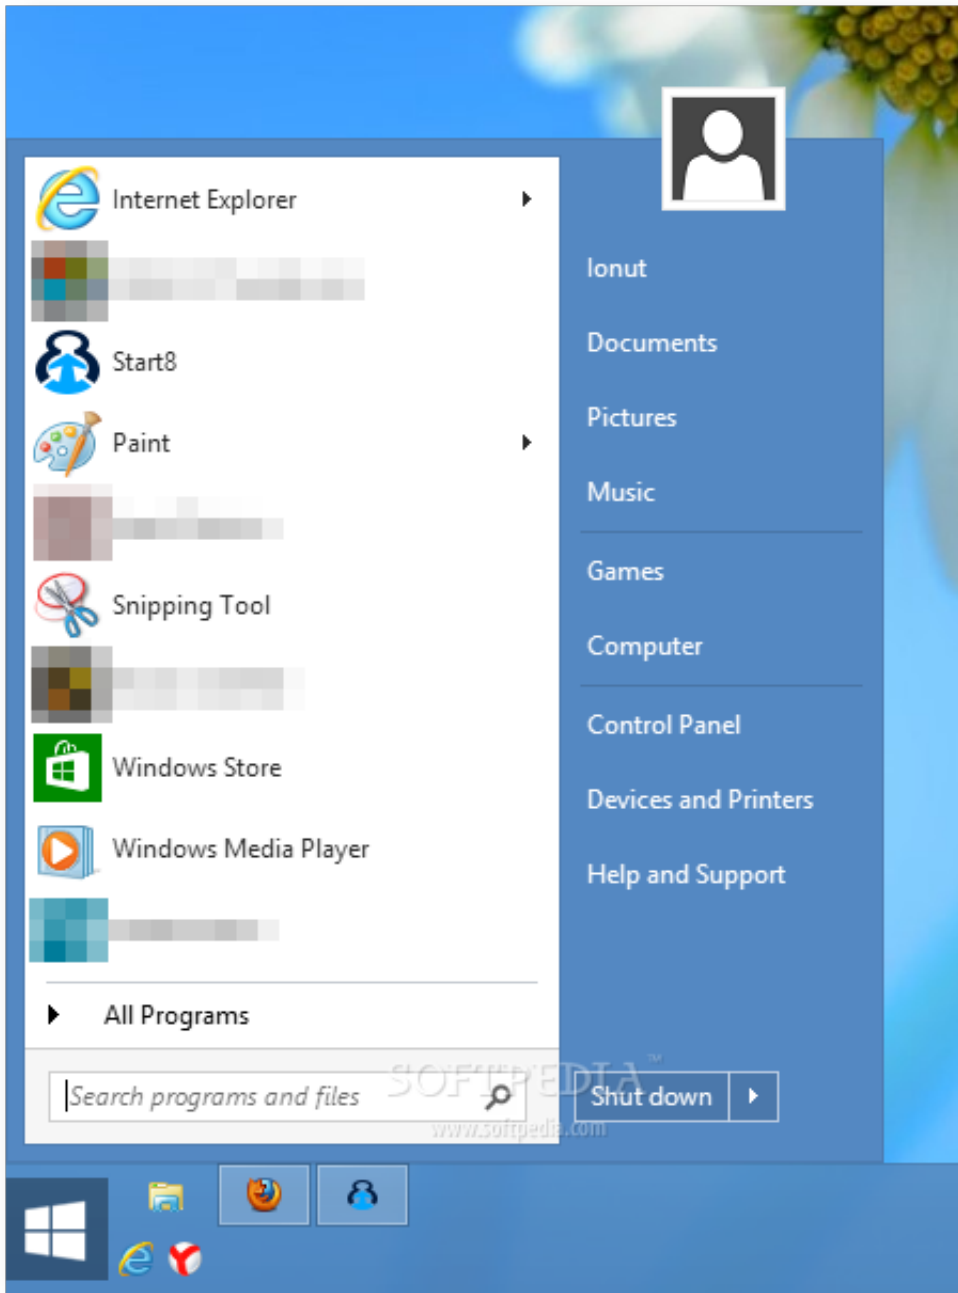 Internet Explorer
Start8
Paint
Snipping Tool
Windows Store
Windows Media Player
All Programs
Search programs and files
Ionut
Documents
Pictures
Music
Games
Computer
Control Panel
Devices and Printers
Help and Support
Shut down
SOFTPEDIA™
www.softpedia.com